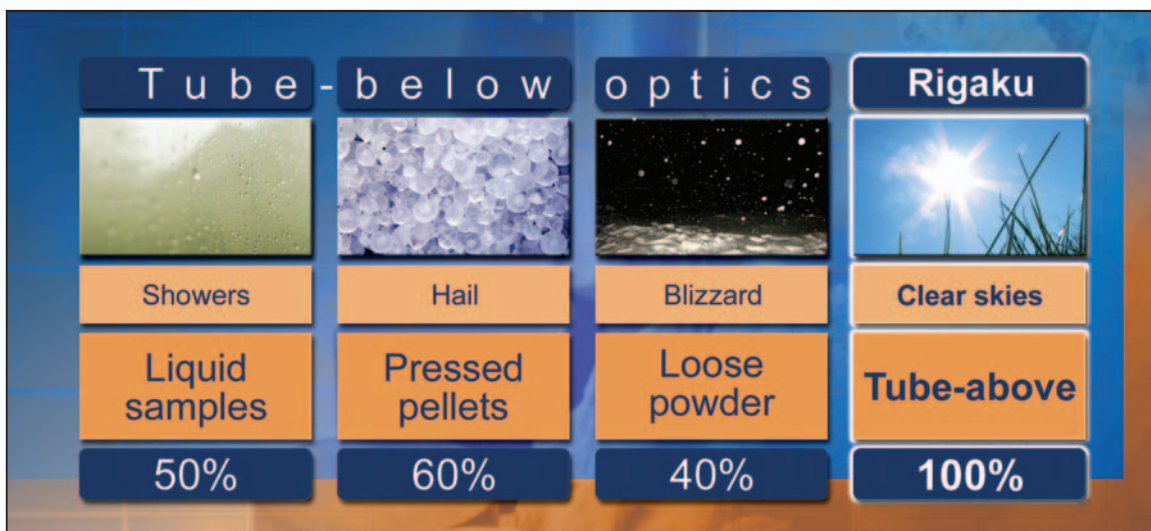 Tube-below optics Rigaku
Showers Hail Blizzard Clear skies
Liquid Pressed Loose Tube-above
samples pellets powder
50% 60% 40% 100%